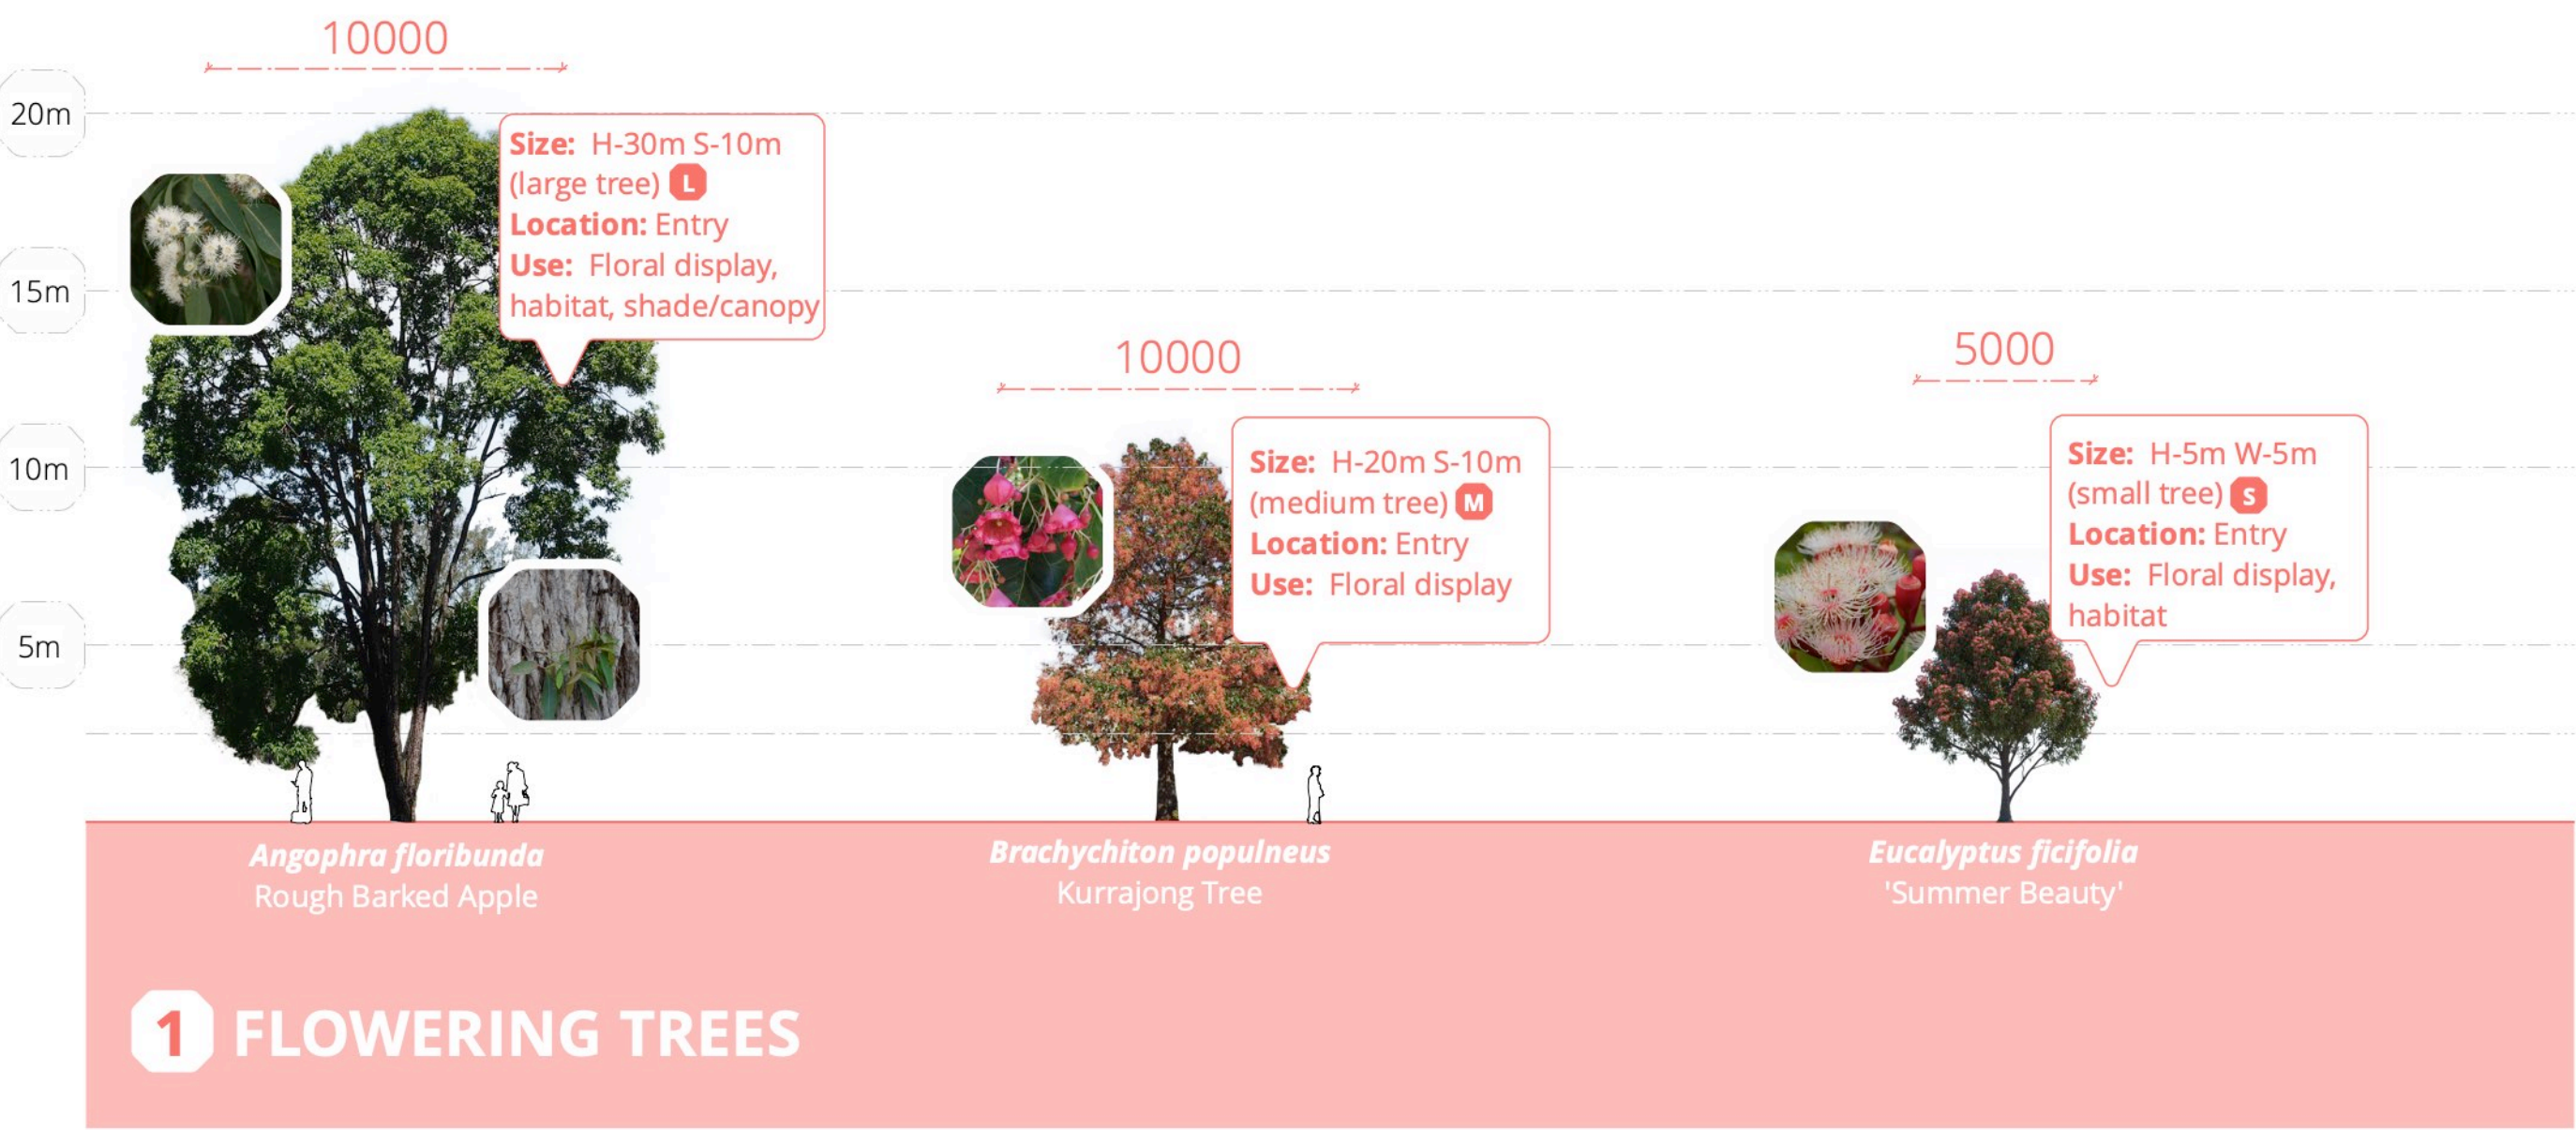 10000
20m
Size: H-30m S-10m
(large tree) L
Location: Entry
Use: Floral display,
habitat, shade/canopy
15m
10000
5000
10m
Size: H-20m S-10m
(medium tree) M
Location: Entry
Use: Floral display
Size: H-5m W-5m
(small tree) S
Location: Entry
Use: Floral display,
habitat
5m
Angophra floribunda
Rough Barked Apple
Brachychiton populneus
Kurrajong Tree
Eucalyptus ficifolia
'Summer Beauty'
1 FLOWERING TREES